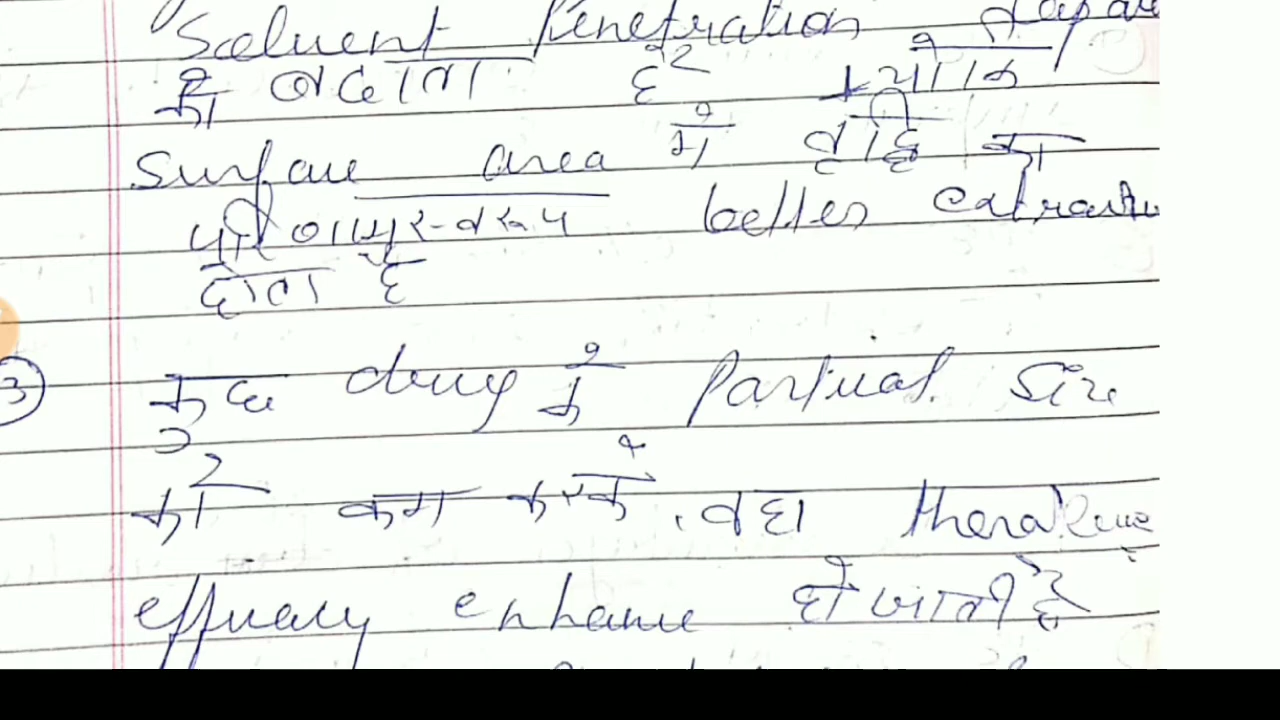 Solvent Penetration
को बढ़ाता है क्योंकि
Surface area में वृद्धि का
परिणामस्वरूप better extraction
होता है
3 कुछ drug के Partical Size
को कम करके, वहा
efficacy enhance हो जाती है